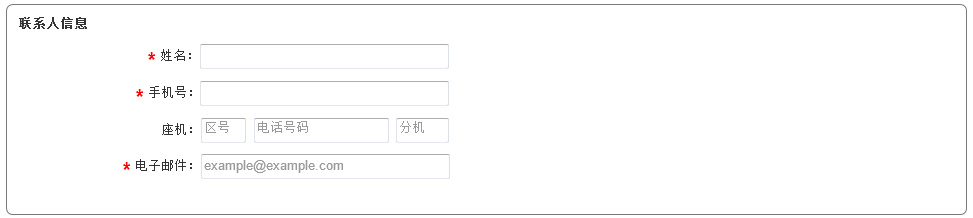 联系人信息
* 姓名：
* 手机号：
座机： 区号 电话号码 分机
* 电子邮件： example@example.com